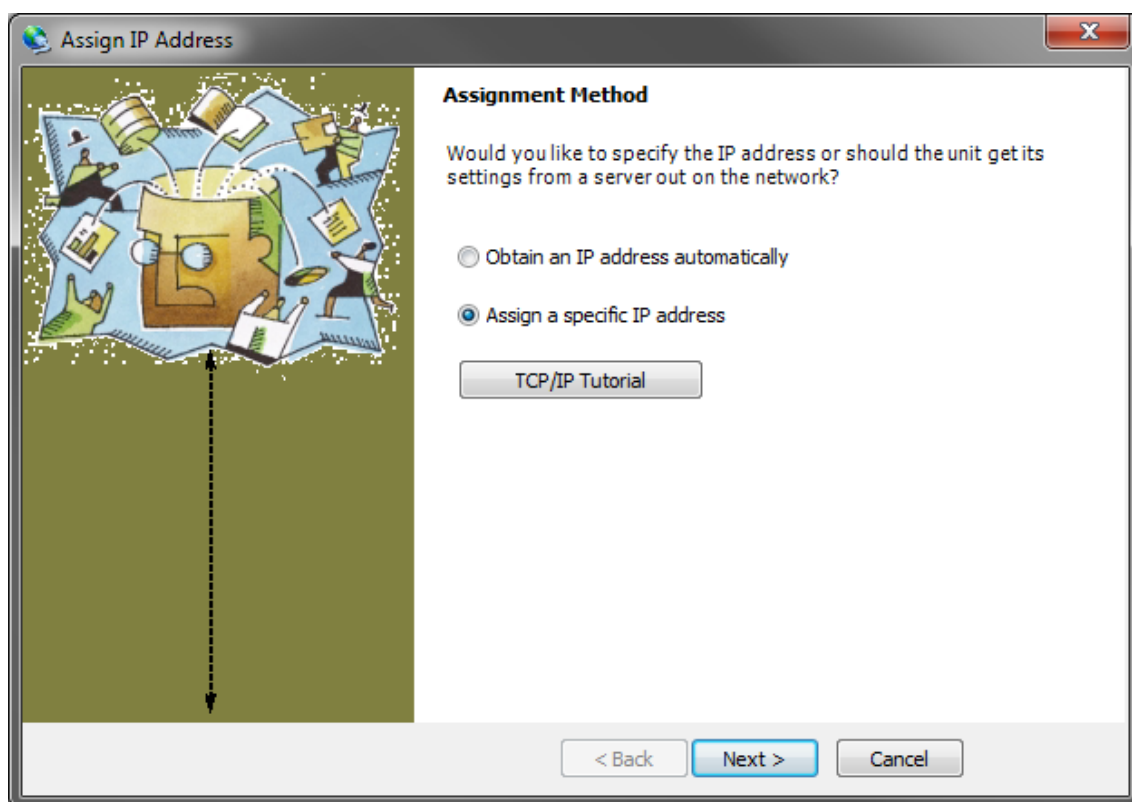 Assign IP Address
Assignment Method
Would you like to specify the IP address or should the unit get its
settings from a server out on the network?
Obtain an IP address automatically
Assign a specific IP address
TCP/IP Tutorial
< Back Next > Cancel